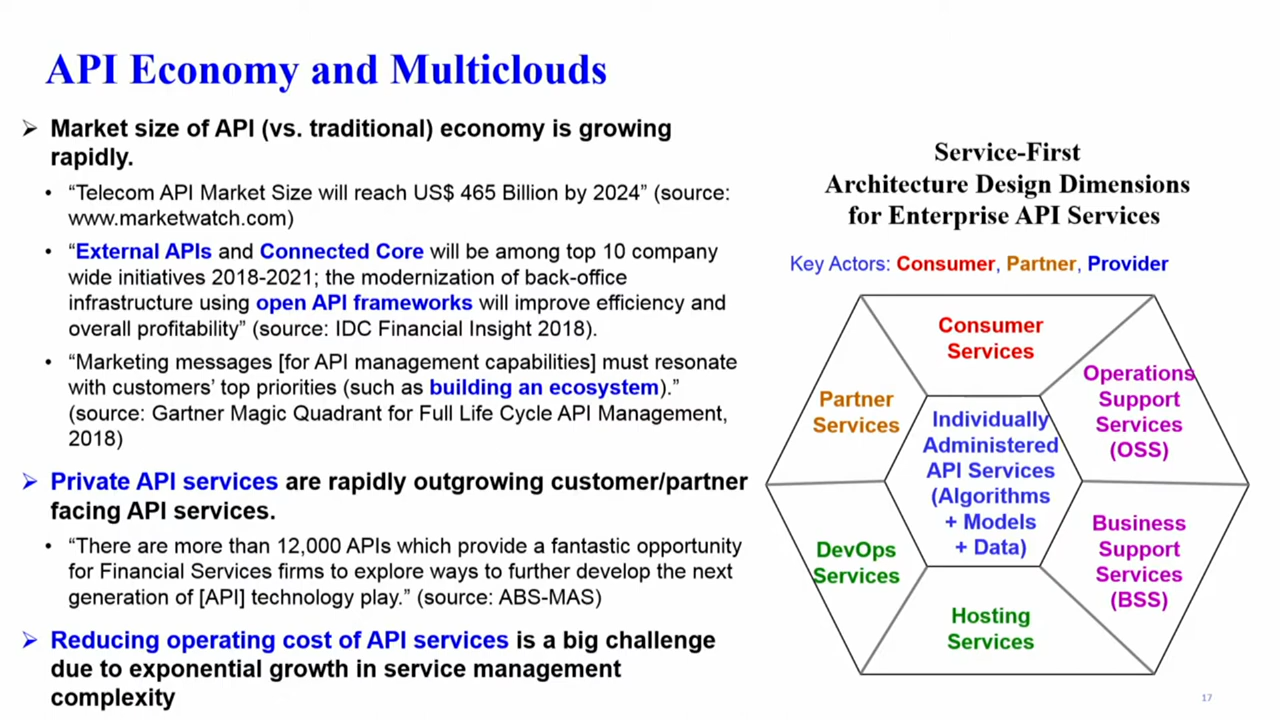 API Economy and Multiclouds
➢ Market size of API (vs. traditional) economy is growing
rapidly.
• “Telecom API Market Size will reach US$ 465 Billion by 2024” (source:
www.marketwatch.com)
• “External APIs and Connected Core will be among top 10 company
wide initiatives 2018-2021; the modernization of back-office
infrastructure using open API frameworks will improve efficiency and
overall profitability” (source: IDC Financial Insight 2018).
• “Marketing messages [for API management capabilities] must resonate
with customers’ top priorities (such as building an ecosystem).”
(source: Gartner Magic Quadrant for Full Life Cycle API Management,
2018)
➢ Private API services are rapidly outgrowing customer/partner
facing API services.
• “There are more than 12,000 APIs which provide a fantastic opportunity
for Financial Services firms to explore ways to further develop the next
generation of [API] technology play.” (source: ABS-MAS)
➢ Reducing operating cost of API services is a big challenge
due to exponential growth in service management
complexity
Service-First
Architecture Design Dimensions
for Enterprise API Services
Key Actors: Consumer, Partner, Provider
Consumer
Services
Operations
Support
Services
(OSS)
Partner
Services
Individually
Administered
API Services
(Algorithms
+ Models
+ Data)
Business
Support
Services
(BSS)
DevOps
Services
Hosting
Services
17